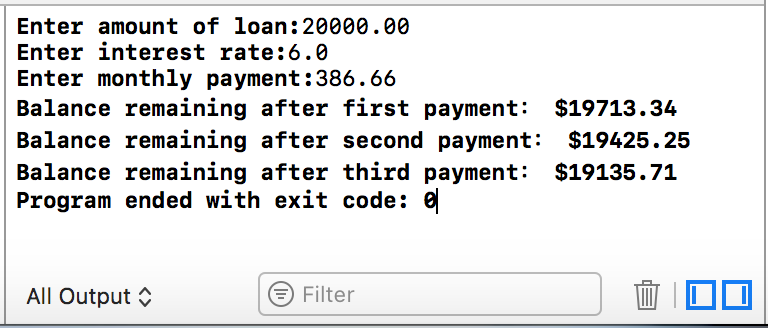 Enter amount of loan:20000.00
Enter interest rate:6.0
Enter monthly payment:386.66
Balance remaining after first payment:  $19713.34
Balance remaining after second payment:  $19425.25
Balance remaining after third payment:  $19135.71
Program ended with exit code: 0
All Output
Filter